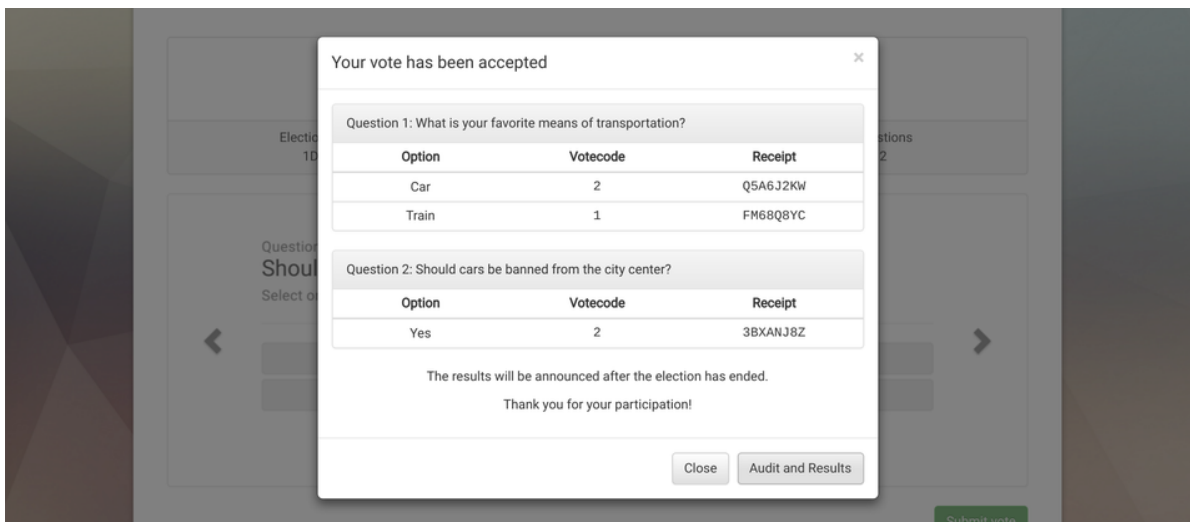 Your vote has been accepted ×
Question 1: What is your favorite means of transportation?
Option Votecode Receipt
Car 2 Q5A6J2KW
Train 1 FM68Q8YC
Question 2: Should cars be banned from the city center?
Option Votecode Receipt
Yes 2 3BXANJ8Z
The results will be announced after the election has ended.
Thank you for your participation!
Close Audit and Results
Submit vote